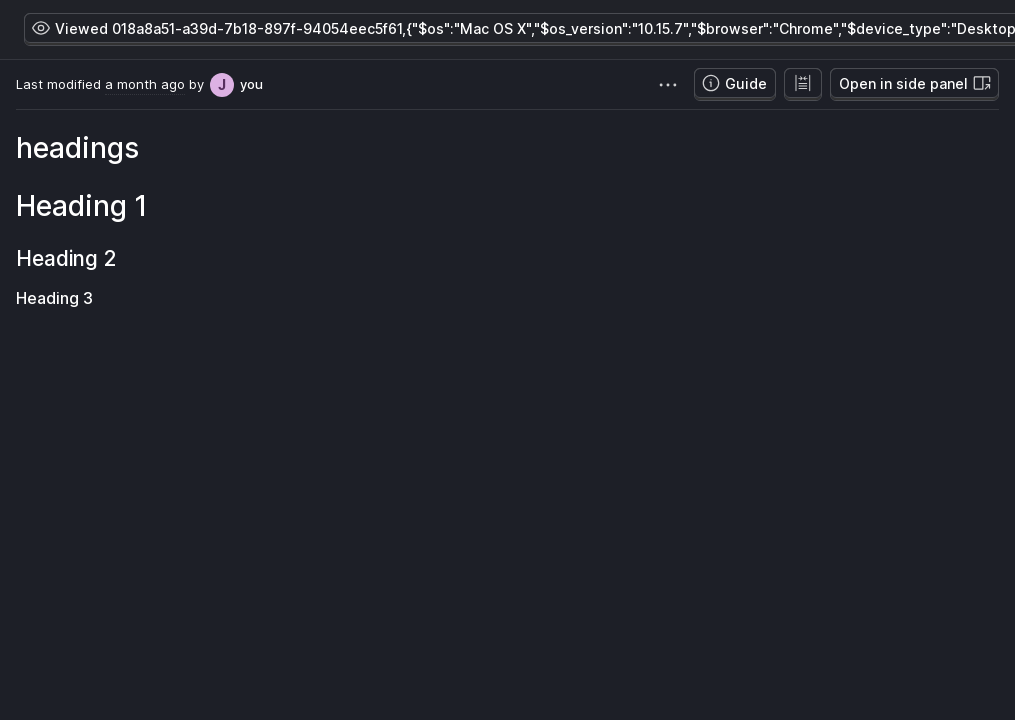 Viewed 018a8a51-a39d-7b18-897f-94054eec5f61,{"$os":"Mac OS X","$os_version":"10.15.7","$browser":"Chrome","$device_type":"Desktop
Last modified a month ago by J you
Guide
Open in side panel
headings
Heading 1
Heading 2
Heading 3